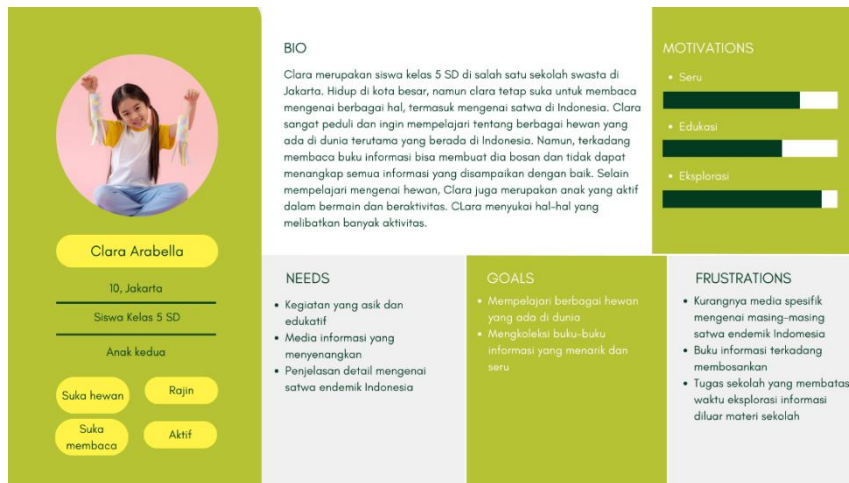 Clara Arabella
10, Jakarta
Siswa Kelas 5 SD
Anak kedua
Suka hewan
Rajin
Suka
membaca
Aktif
BIO
Clara merupakan siswa kelas 5 SD di salah satu sekolah swasta di
Jakarta. Hidup di kota besar, namun clara tetap suka untuk membaca
mengenai berbagai hal, termasuk mengenai satwa di Indonesia. Clara
sangat peduli dan ingin mempelajari tentang berbagai hewan yang
ada di dunia terutama yang berada di Indonesia. Namun, terkadang
membaca buku informasi bisa membuat dia bosan dan tidak dapat
menangkap semua informasi yang disampaikan dengan baik. Selain
mempelajari mengenai hewan, Clara juga merupakan anak yang aktif
dalam bermain dan beraktivitas. CLara menyukai hal-hal yang
melibatkan banyak aktivitas.
MOTIVATIONS
• Seru
• Edukasi
• Eksplorasi
NEEDS
• Kegiatan yang asik dan
edukatif
• Media informasi yang
menyenangkan
• Penjelasan detail mengenai
satwa endemik Indonesia
GOALS
• Mempelajari berbagai hewan
yang ada di dunia
• Mengkoleksi buku-buku
informasi yang menarik dan
seru
FRUSTRATIONS
• Kurangnya media spesifik
mengenai masing-masing
satwa endemik Indomesia
• Buku informasi terkadang
membosankan
• Tugas sekolah yang membatas
waktu eksplorasi informasi
diluar materi sekolah